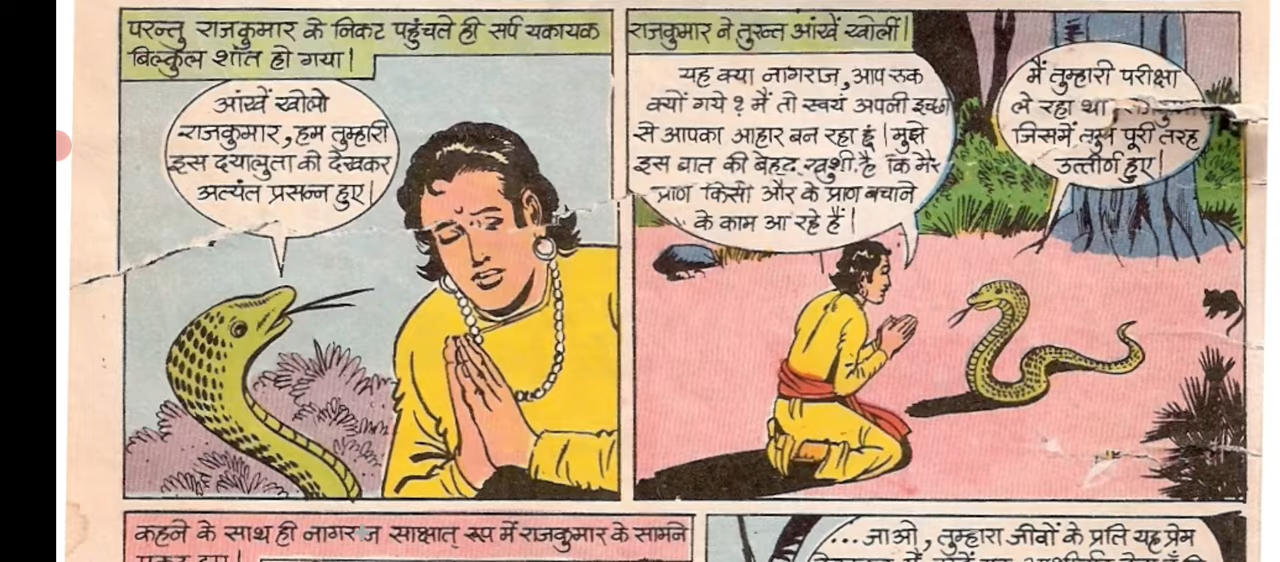 परन्तु राजकुमार के निकट पहुंचते ही सर्प यकायक
बिल्कुल शांत हो गया।
आंखें खोलो
राजकुमार, हम तुम्हारी
इस दयालुता को देखकर
अत्यंत प्रसन्न हुए।
राजकुमार ने तुरन्त आंखें खोलीं।
यह क्या नागराज, आप रूक
क्यों गये? मैं तो स्वयं अपनी इच्छा
से आपका आहार बन रहा हूं। मुझे
इस बात की बेहद खुशी है कि मेरे
प्राण किसी और के प्राण बचाने
के काम आ रहे हैं।
मैं तुम्हारी परीक्षा
ले रहा था
जिसमें तुम पूरी तरह
उत्तीर्ण हुए।
कहने के साथ ही नागराज साक्षात् रूप में राजकुमार के सामने
...जाओ, तुम्हारा जीवों के प्रति यह प्रेम